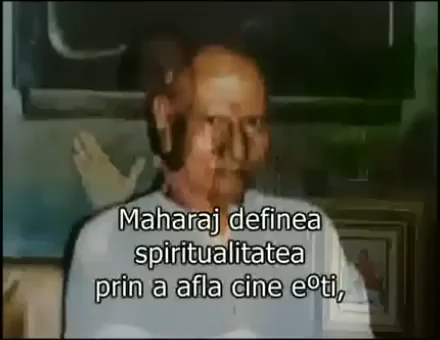 Maharaj definea
spiritualitatea
prin a afla cine eºti,